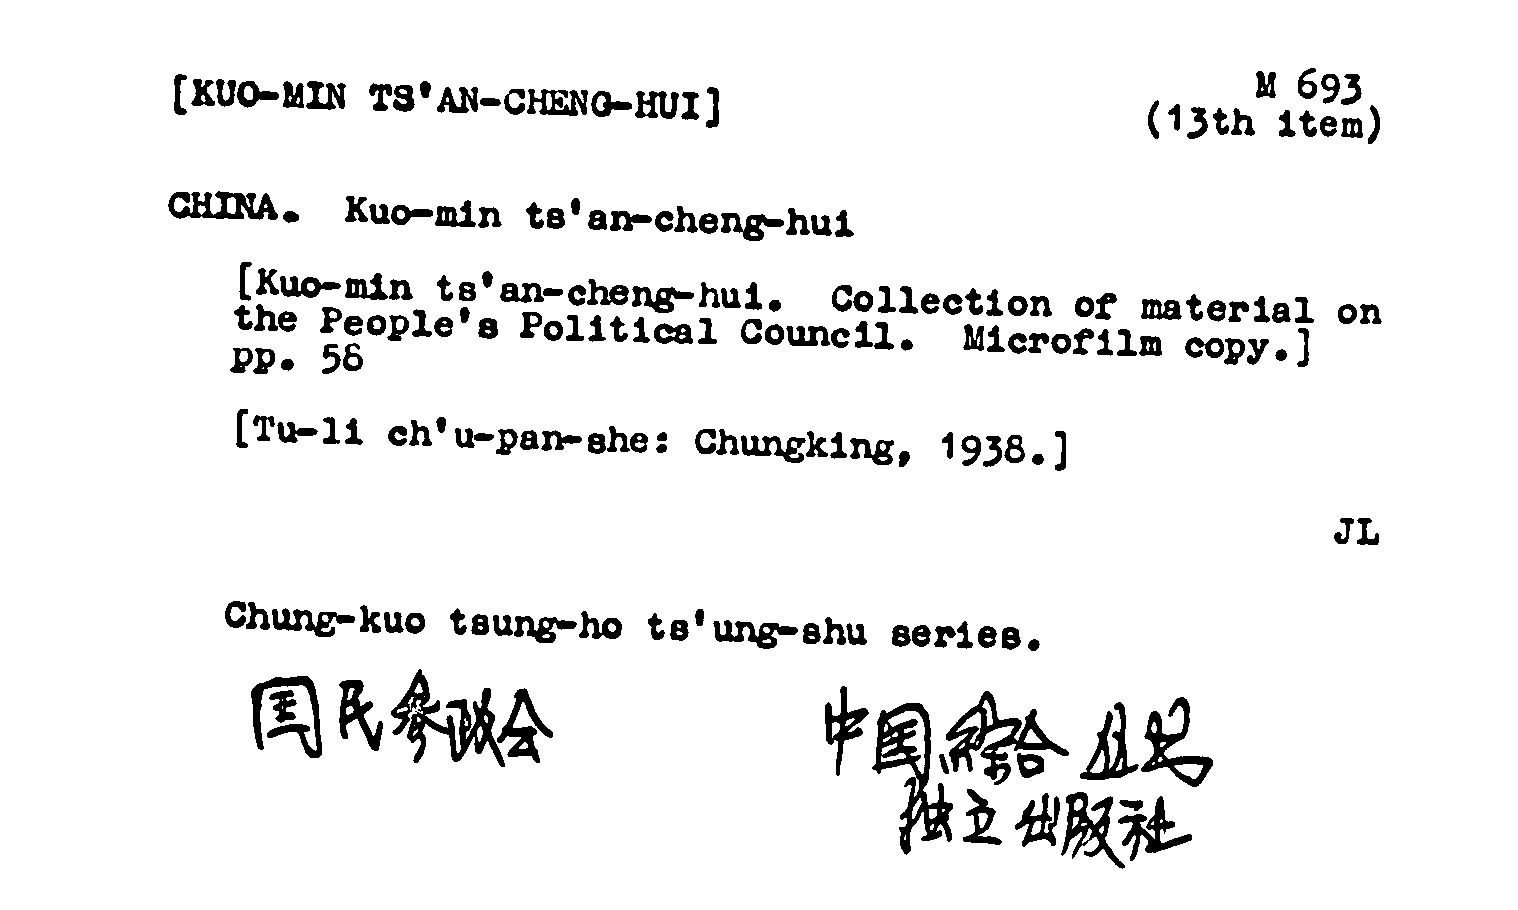 [KUO-MIN TS'AN-CHENG-HUI]
M 693
(13th item)
CHINA. Kuo-min ts'an-cheng-hui
[Kuo-min ts'an-cheng-hui. Collection of material on
the People's Political Council. Microfilm copy.]
pp. 58
[Tu-li ch'u-pan-she: Chungking, 1938.]
JL
Chung-kuo tsung-ho ts'ung-shu series.
国民参政会
中国綜合丛书
独立出版社